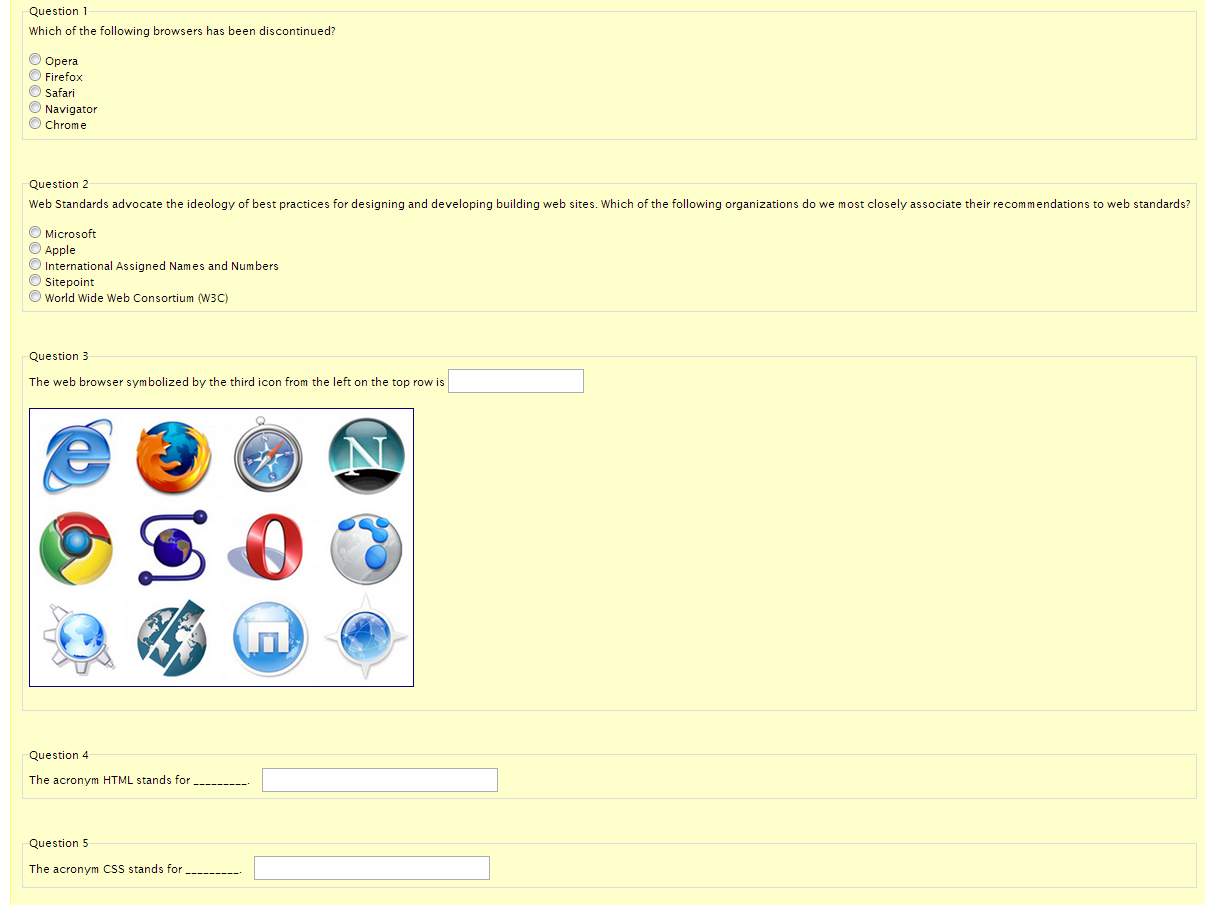 Question 1
Which of the following browsers has been discontinued?
Opera
Firefox
Safari
Navigator
Chrome
Question 2
Web Standards advocate the ideology of best practices for designing and developing building web sites. Which of the following organizations do we most closely associate their recommendations to web standards?
Microsoft
Apple
International Assigned Names and Numbers
Sitepoint
World Wide Web Consortium (W3C)
Question 3
The web browser symbolized by the third icon from the left on the top row is
N
Question 4
The acronym HTML stands for _________.
Question 5
The acronym CSS stands for _________.